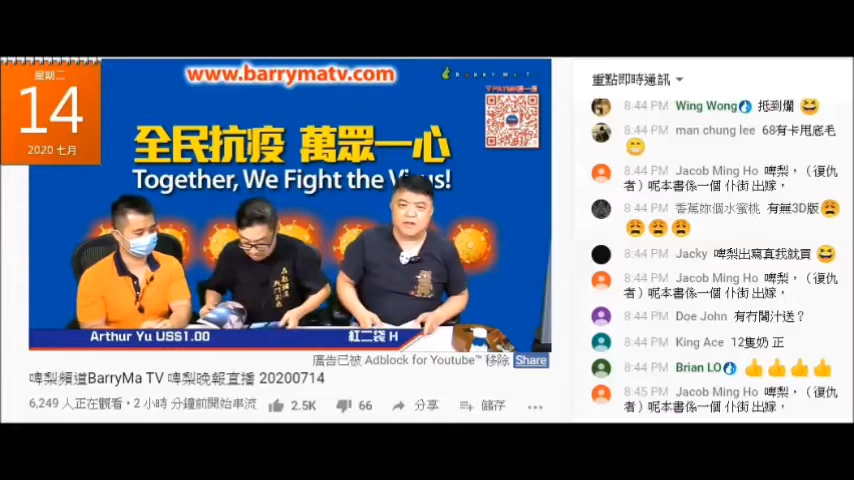 星期二
14
2020 七月
www.barrymatv.com
BARRYMAT
全民抗疫 萬眾一心
Together, We Fight the Virus!
Arthur Yu US$1.00
紅二袋 H
廣告已被 Adblock for Youtube™ 移除
Share
啤梨頻道BarryMa TV 啤梨晚報直播 20200714
6,249 人正在觀看・2 小時 分鐘前開始串流
2.5K
66
分享
儲存
重點即時通訊
8:44 PM Wing Wong 抵到爛
8:44 PM man chung lee 68有卡甩底毛
8:44 PM Jacob Ming Ho 啤梨,（復仇
者）呢本書係一個 仆街 出嫁,
8:44 PM 香蕉妳個水蜜桃 有無3D版
8:44 PM Jacky 啤梨出寫真我就買
8:44 PM Jacob Ming Ho 啤梨,（復仇
者）呢本書係一個 仆街 出嫁,
8:44 PM Doe John 有冇鬮汁送？
8:44 PM King Ace 12隻奶 正
8:44 PM Brian LO
8:45 PM Jacob Ming Ho 啤梨,（復仇
者）呢本書係一個 仆街 出嫁,